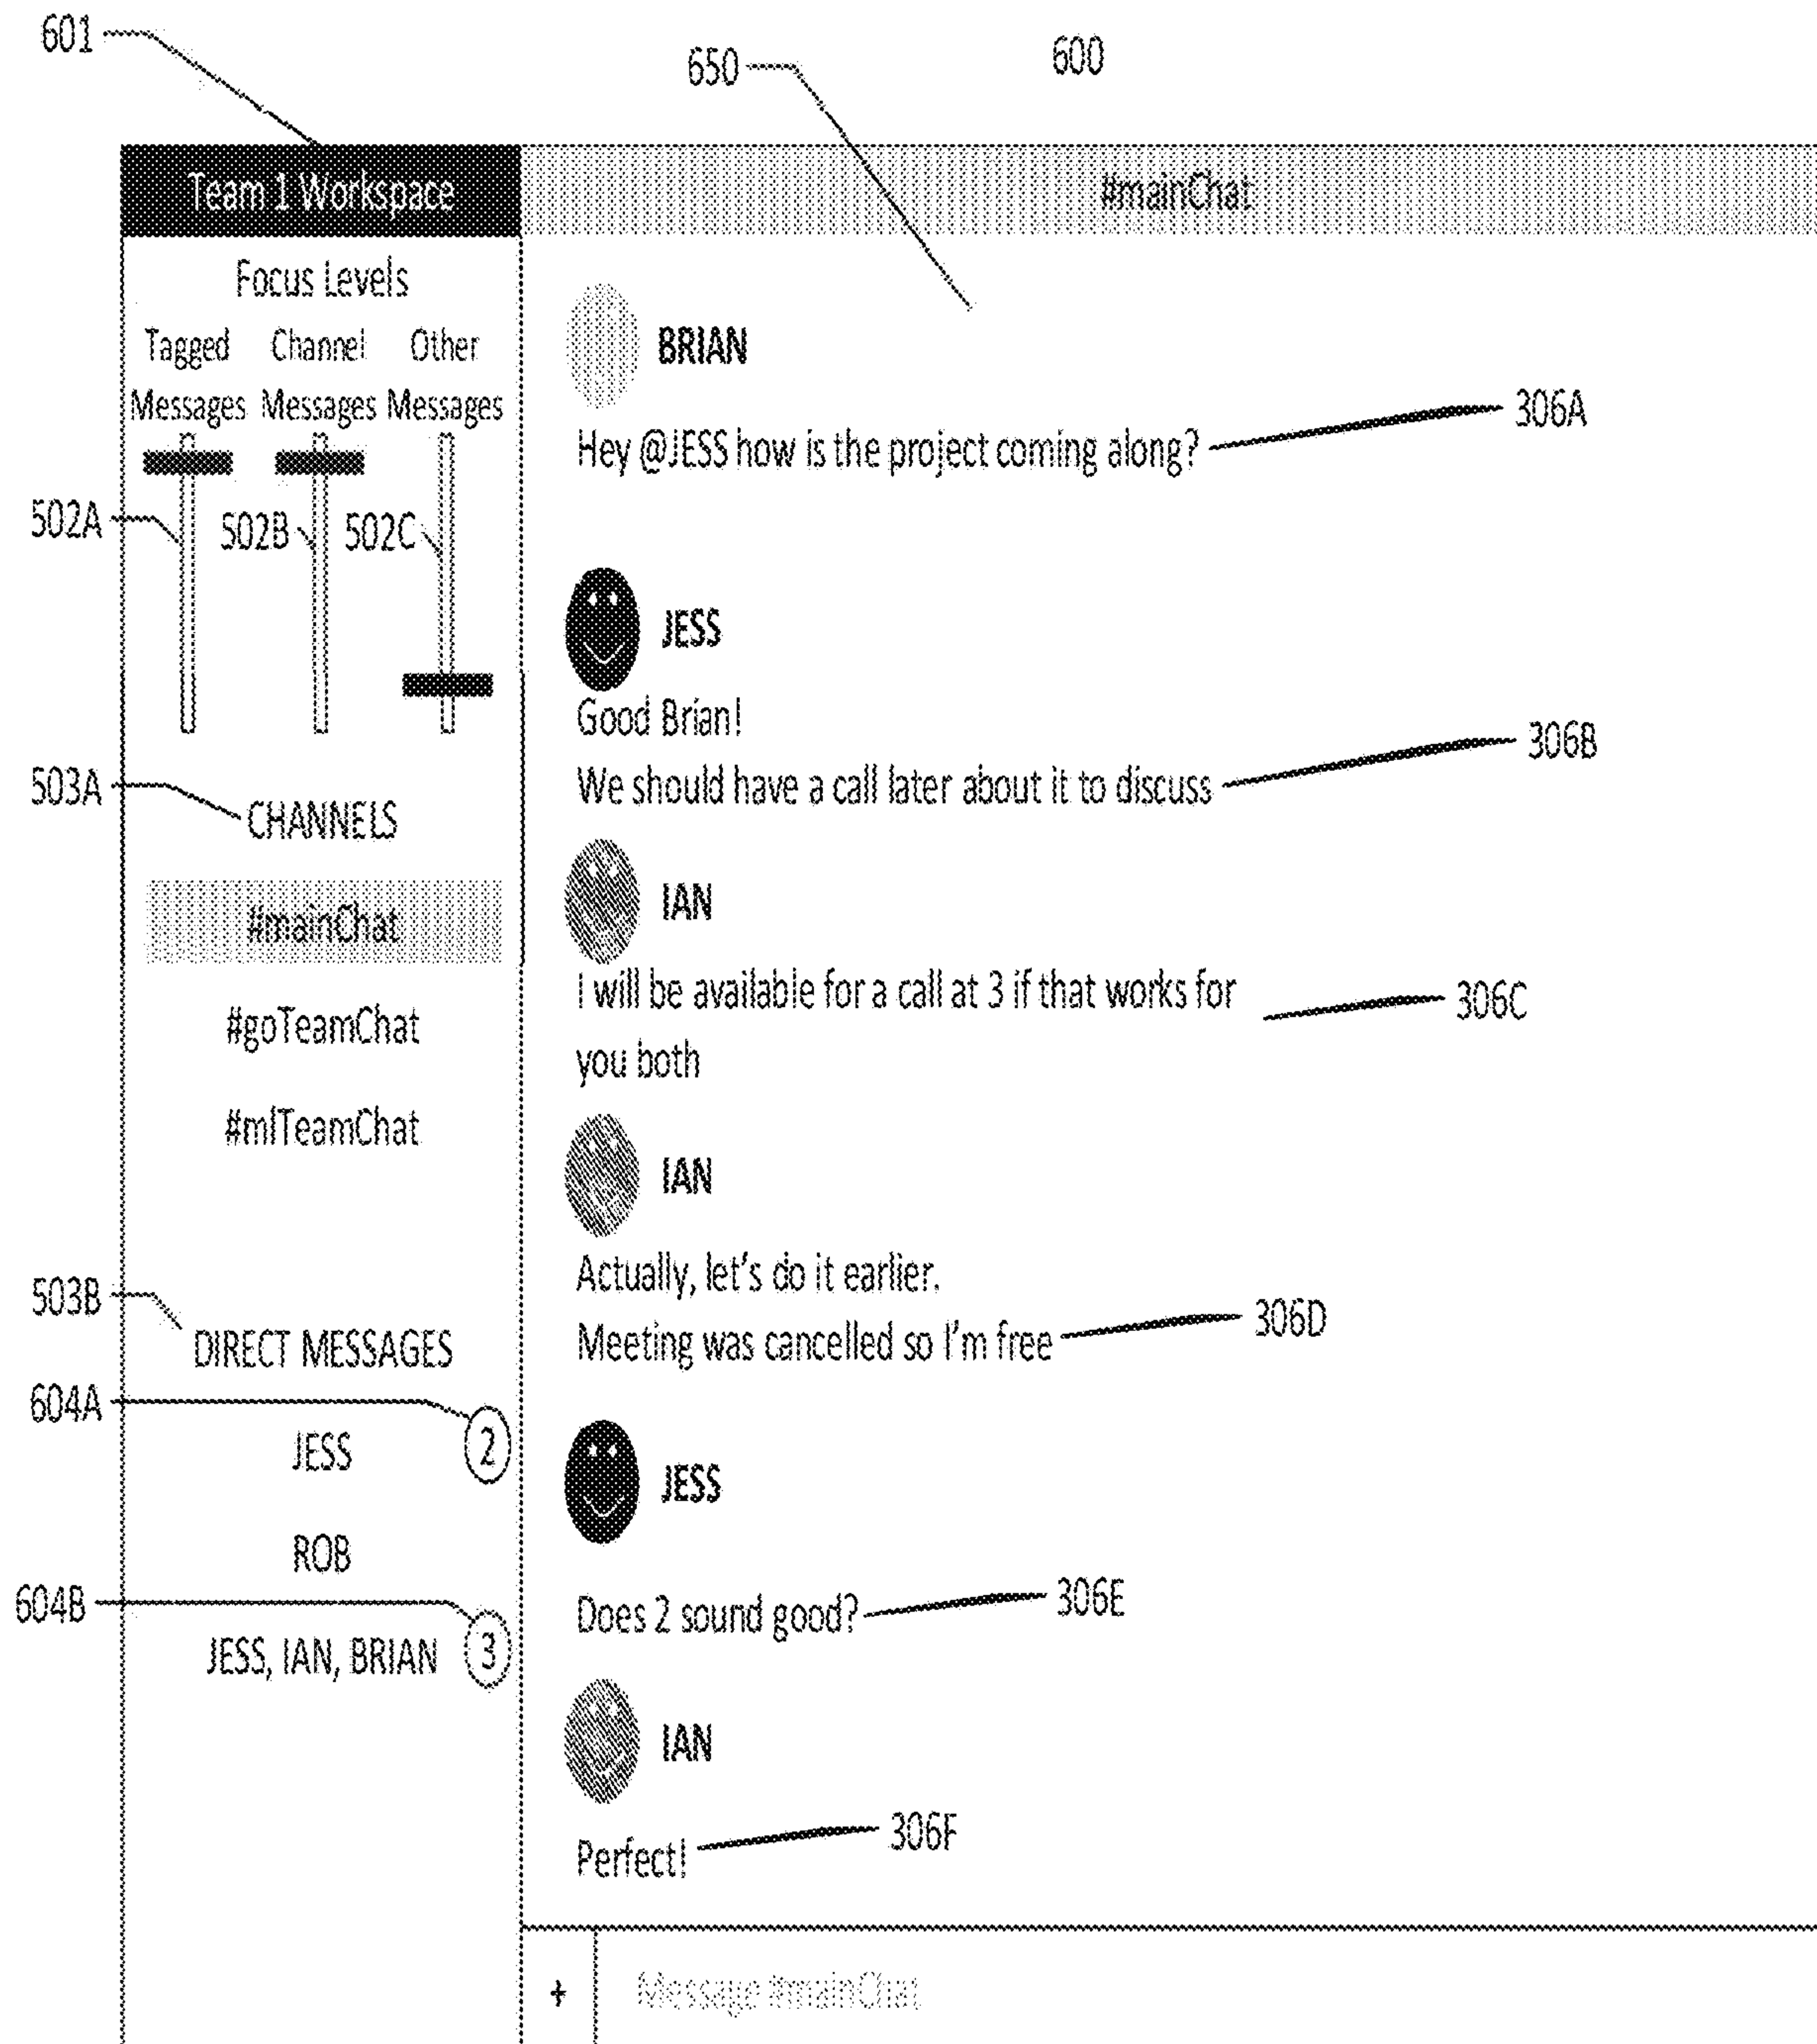 601
650
600
Team 1 Workspace
#mainChat
Focus Levels
Tagged Channel Other
Messages Messages Messages
502A
502B
502C
503A
CHANNELS
#mainChat
#goTeamChat
#mlTeamChat
503B
DIRECT MESSAGES
604A
JESS 2
ROB
604B
JESS, IAN, BRIAN 3
BRIAN
Hey @JESS how is the project coming along?
306A
JESS
Good Brian!
We should have a call later about it to discuss
306B
IAN
I will be available for a call at 3 if that works for
you both
306C
IAN
Actually, let's do it earlier.
Meeting was cancelled so I'm free
306D
JESS
Does 2 sound good?
306E
IAN
Perfect!
306F
+ Message #mainChat